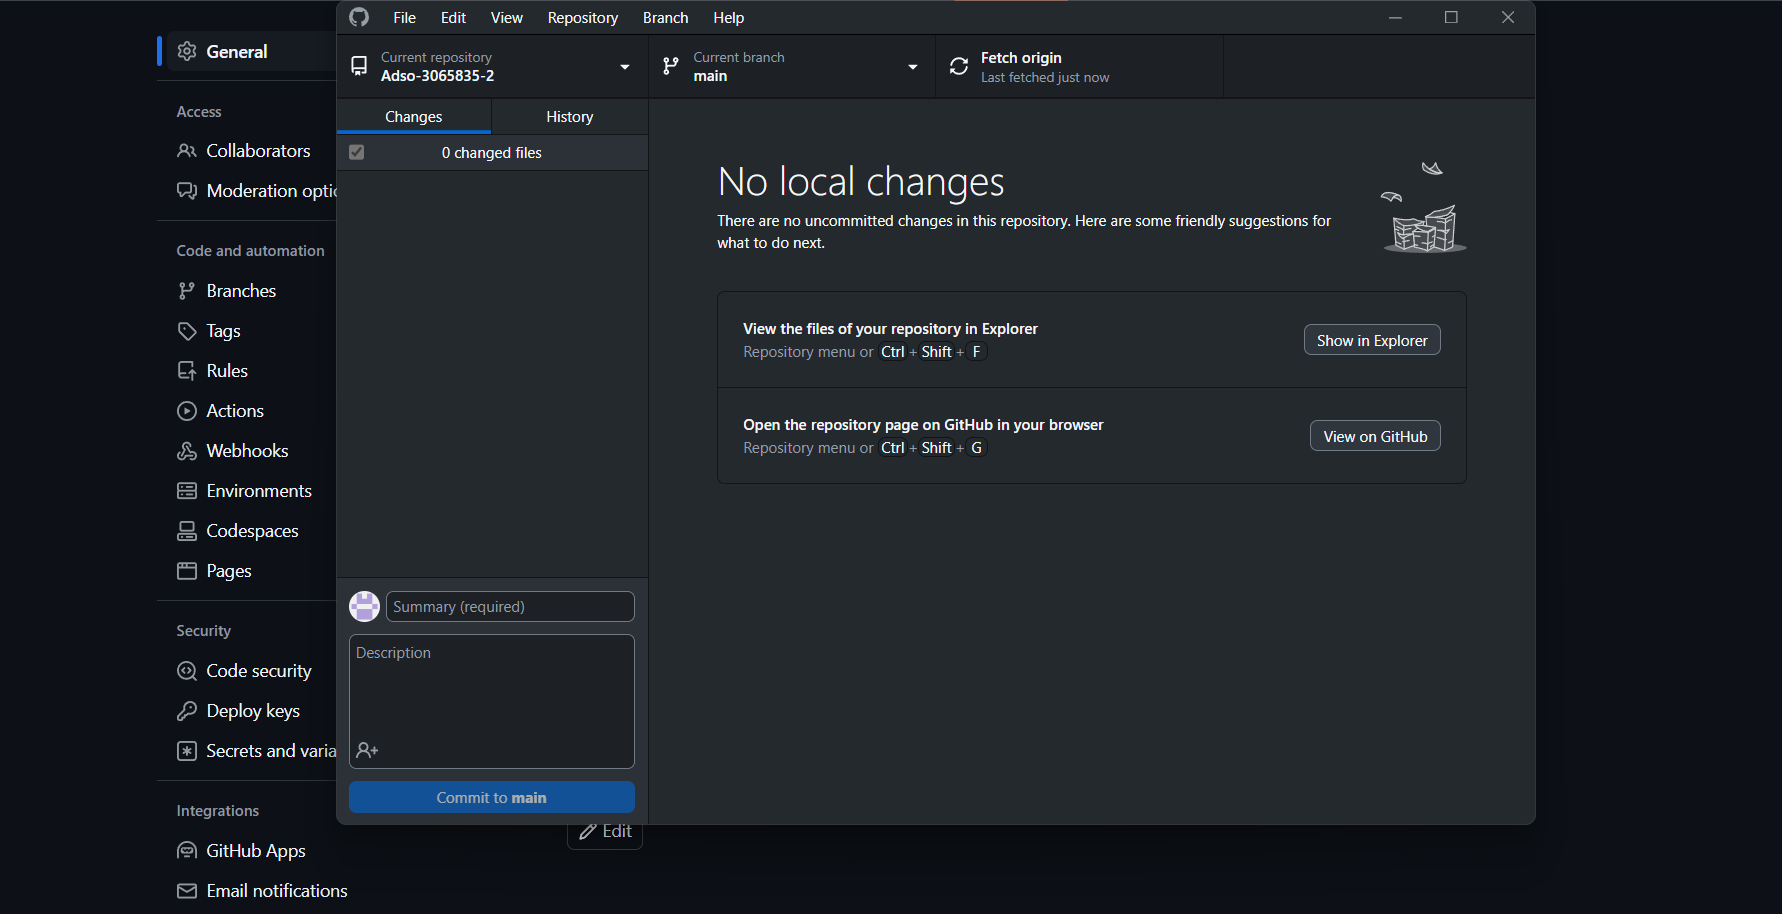 General
Access
Collaborators
Moderation optio
Code and automation
Branches
Tags
Rules
Actions
Webhooks
Environments
Codespaces
Pages
Security
Code security
Deploy keys
Secrets and varia
Integrations
GitHub Apps
Email notifications
File Edit View Repository Branch Help
Current repository
Adso-3065835-2
Current branch
main
Fetch origin
Last fetched just now
Changes History
0 changed files
Summary (required)
Description
Commit to main
No local changes
There are no uncommitted changes in this repository. Here are some friendly suggestions for
what to do next.
View the files of your repository in Explorer
Repository menu or Ctrl + Shift + F
Show in Explorer
Open the repository page on GitHub in your browser
Repository menu or Ctrl + Shift + G
View on GitHub
Edit